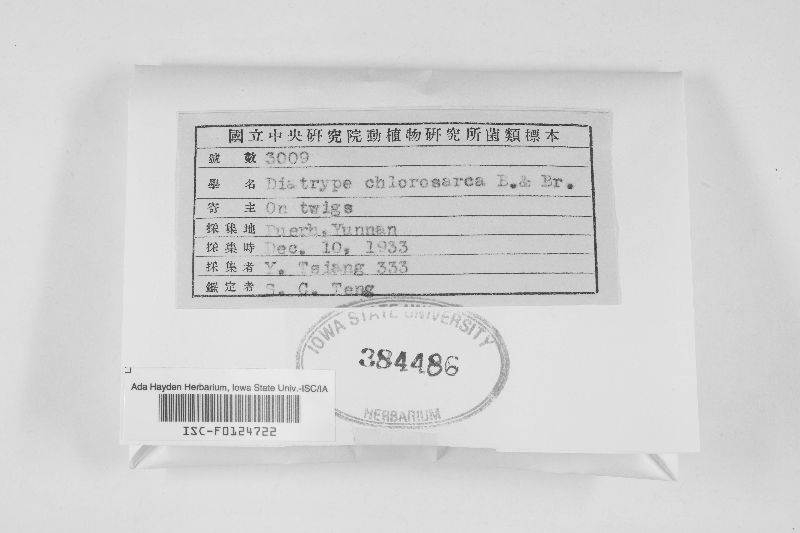 國立中央硏究院動植物硏究所菌類標本
號數 3009
學名 Diatrype chlorosarca B.& Br.
寄主 On twigs
採集地 Puerh, Yunnan
採集時 Dec. 10, 1933
採集者 Y. Tsiang 333
鑑定者 S. C. Teng
IOWA STATE UNIVERSITY
384486
HERBARIUM
Ada Hayden Herbarium, Iowa State Univ.-ISC/IA
ISC-F0124722